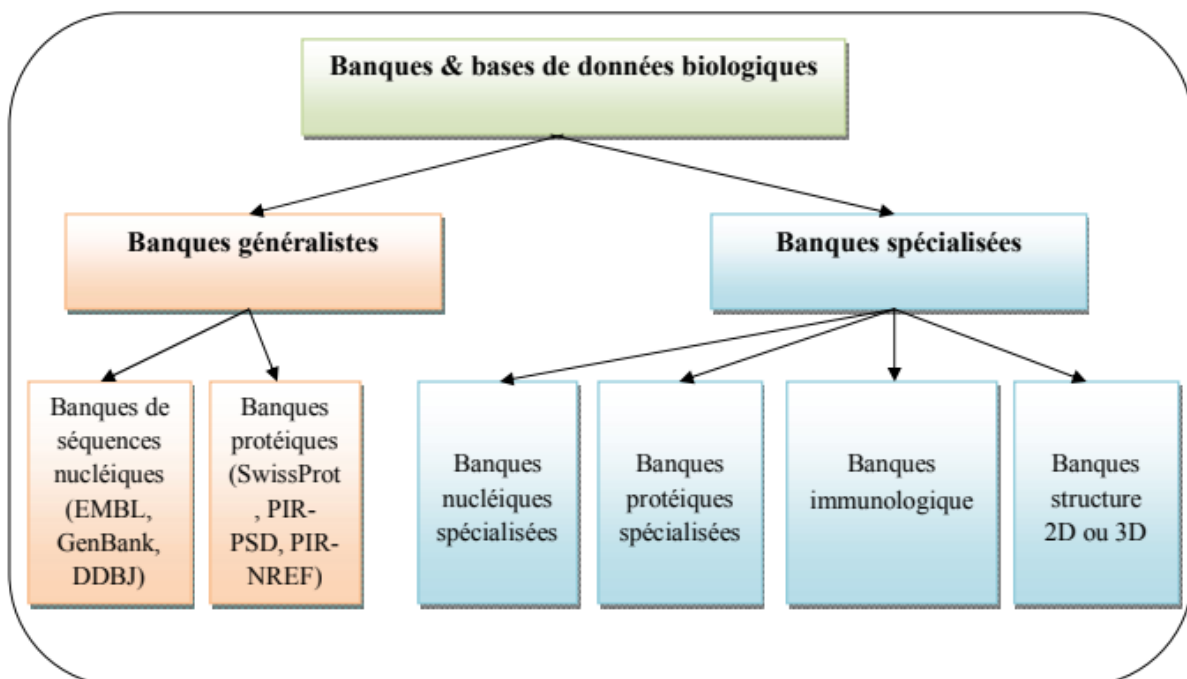 Banques & bases de données biologiques
Banques généralistes
Banques spécialisées
Banques de
séquences
nucléiques
(EMBL,
GenBank,
DDBJ)
Banques
protéiques
(SwissProt
, PIR-
PSD, PIR-
NREF)
Banques
nucléiques
spécialisées
Banques
protéiques
spécialisées
Banques
immunologique
Banques
structure
2D ou 3D